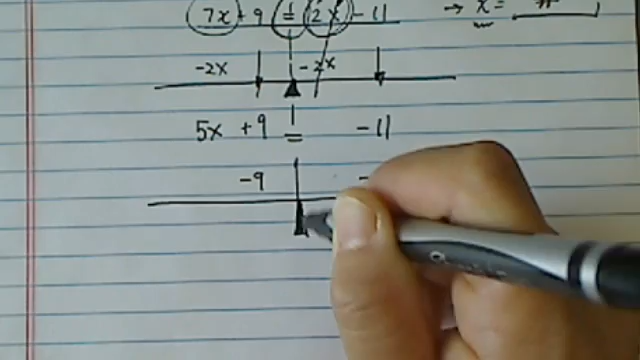 7x + 9 = 2x - 11 → x =
-2x - 2x
5x + 9 = - 11
-9 -